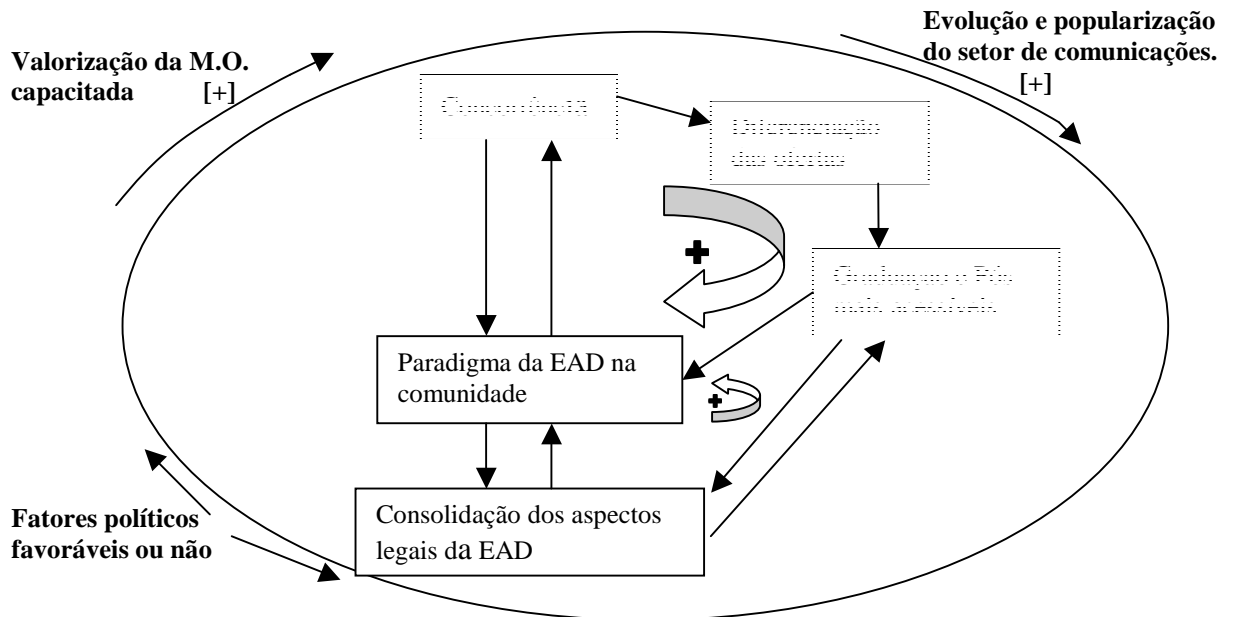 Evolução e popularização
do setor de comunicações.
[+]
Valorização da M.O.
capacitada [+]
Paradigma da EAD na
comunidade
Consolidação dos aspectos
legais da EAD
Fatores políticos
favoráveis ou não